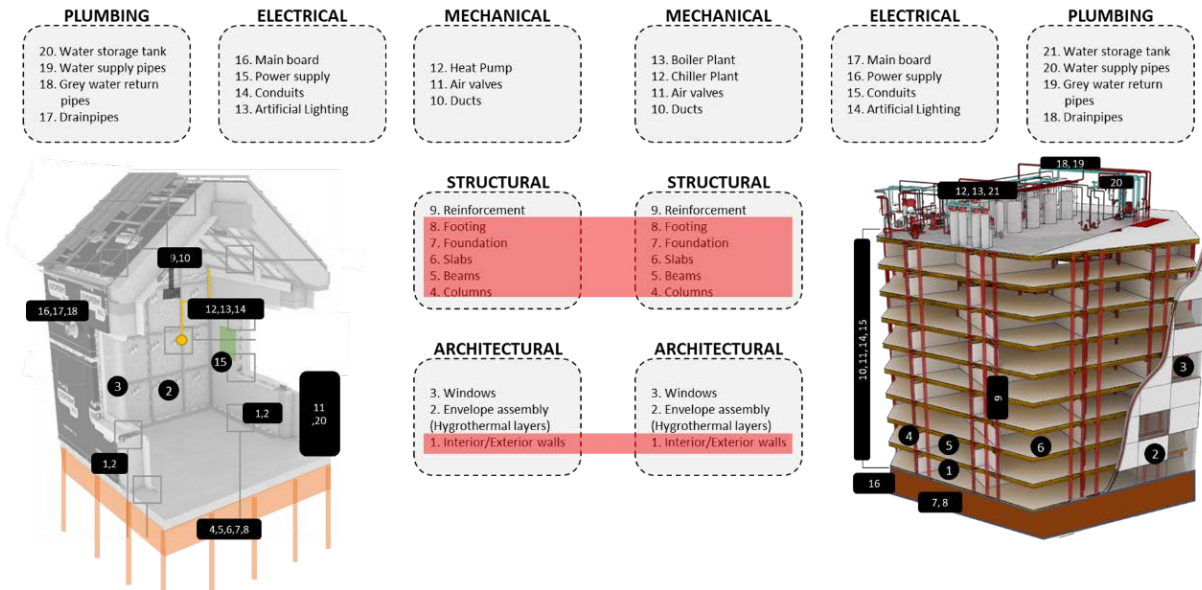 PLUMBING
20. Water storage tank
19. Water supply pipes
18. Grey water return
pipes
17. Drainpipes
ELECTRICAL
16. Main board
15. Power supply
14. Conduits
13. Artificial Lighting
MECHANICAL
12. Heat Pump
11. Air valves
10. Ducts
MECHANICAL
13. Boiler Plant
12. Chiller Plant
11. Air valves
10. Ducts
ELECTRICAL
17. Main board
16. Power supply
15. Conduits
14. Artificial Lighting
PLUMBING
21. Water storage tank
20. Water supply pipes
19. Grey water return
pipes
18. Drainpipes
STRUCTURAL
9. Reinforcement
8. Footing
7. Foundation
6. Slabs
5. Beams
4. Columns
STRUCTURAL
9. Reinforcement
8. Footing
7. Foundation
6. Slabs
5. Beams
4. Columns
ARCHITECTURAL
3. Windows
2. Envelope assembly
(Hygrothermal layers)
1. Interior/Exterior walls
ARCHITECTURAL
3. Windows
2. Envelope assembly
(Hygrothermal layers)
1. Interior/Exterior walls
9,10
16,17,18
12,13,14
15
3
2
1,2
11
,20
1,2
4,5,6,7,8
18, 19
12, 13, 21
20
10, 11, 14, 15
9
3
4
5
6
1
2
16
7, 8